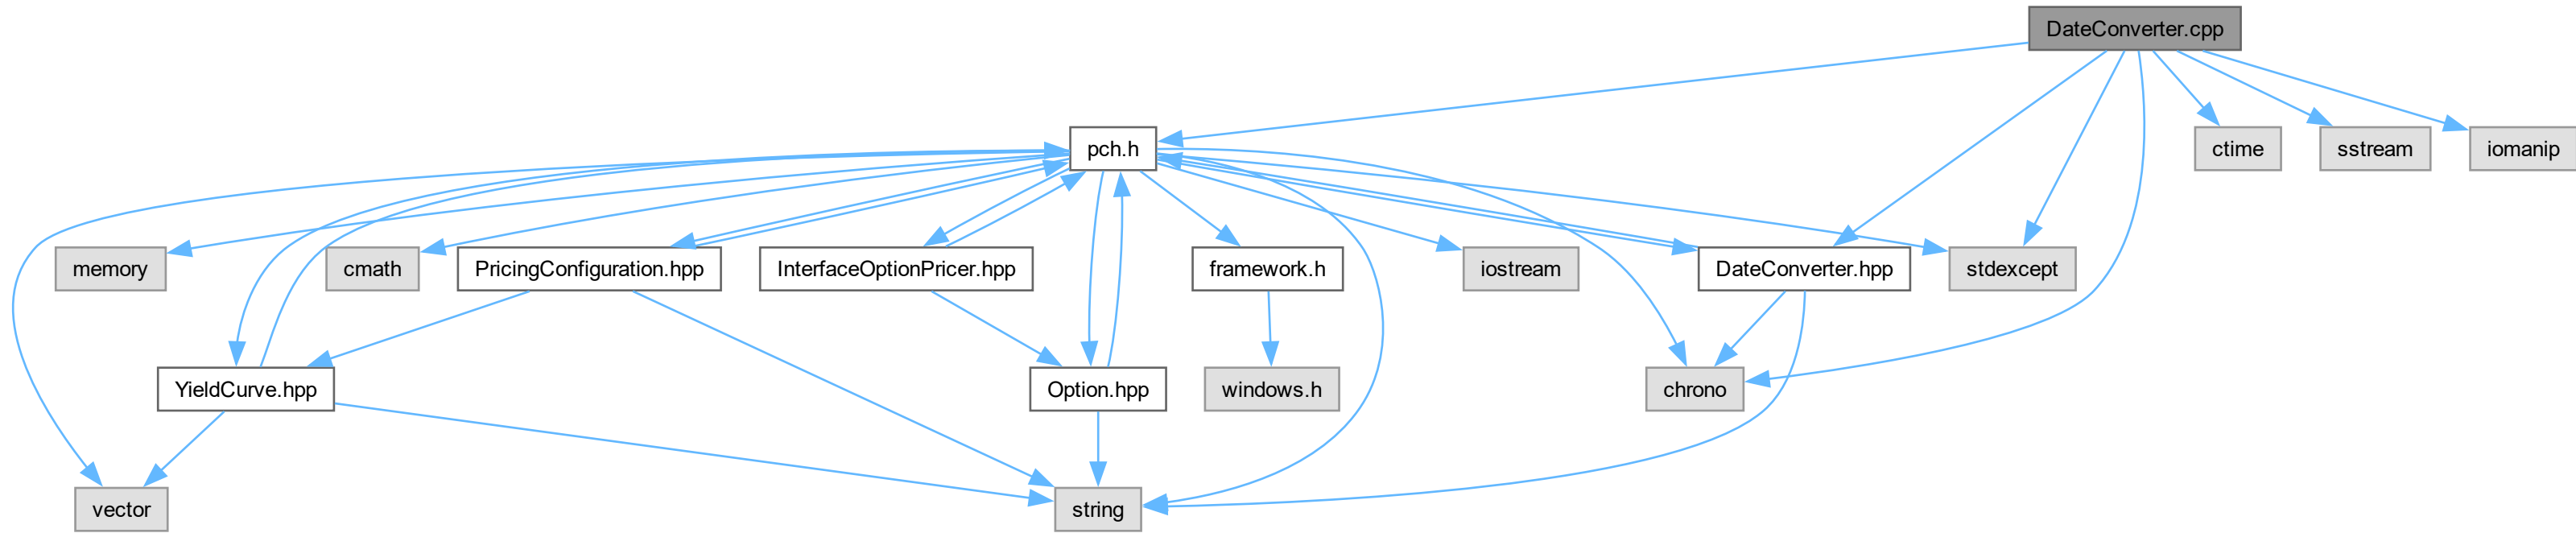 DateConverter.cpp
pch.h
ctime
sstream
iomanip
memory
cmath
PricingConfiguration.hpp
InterfaceOptionPricer.hpp
framework.h
iostream
DateConverter.hpp
stdexcept
YieldCurve.hpp
Option.hpp
windows.h
chrono
vector
string